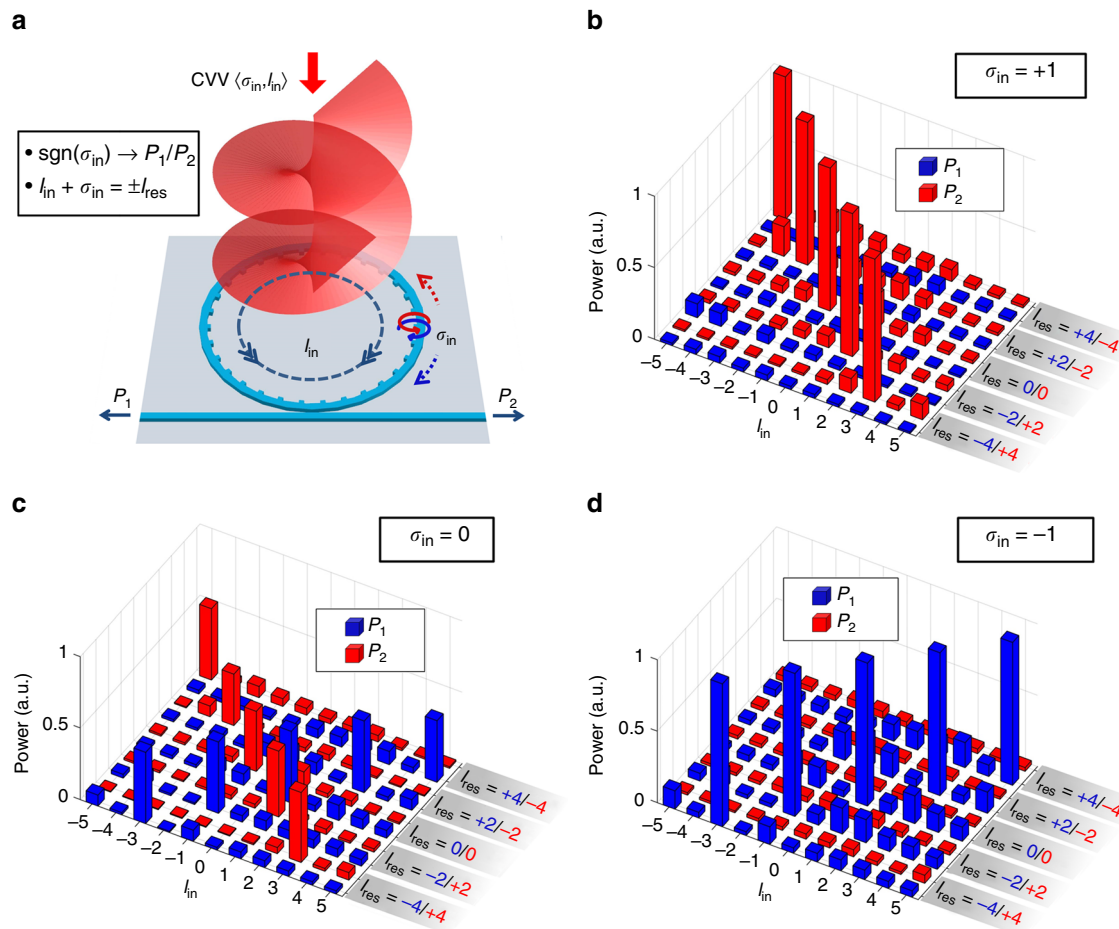 a
CVV ⟨σin,lin⟩
• sgn(σin) → P1/P2
• lin + σin = ±lres
lin
σin
P1
P2
b
σin = +1
P1
P2
Power (a.u.)
1
0.5
0
–5
–4
–3
–2
–1
0
1
2
3
4
5
lin
lres = +4/–4
lres = +2/–2
lres = 0/0
lres = –2/+2
lres = –4/+4
c
σin = 0
P1
P2
Power (a.u.)
1
0.5
0
–5
–4
–3
–2
–1
0
1
2
3
4
5
lin
lres = +4/–4
lres = +2/–2
lres = 0/0
lres = –2/+2
lres = –4/+4
d
σin = –1
P1
P2
Power (a.u.)
1
0.5
0
–5
–4
–3
–2
–1
0
1
2
3
4
5
lin
lres = +4/–4
lres = +2/–2
lres = 0/0
lres = –2/+2
lres = –4/+4